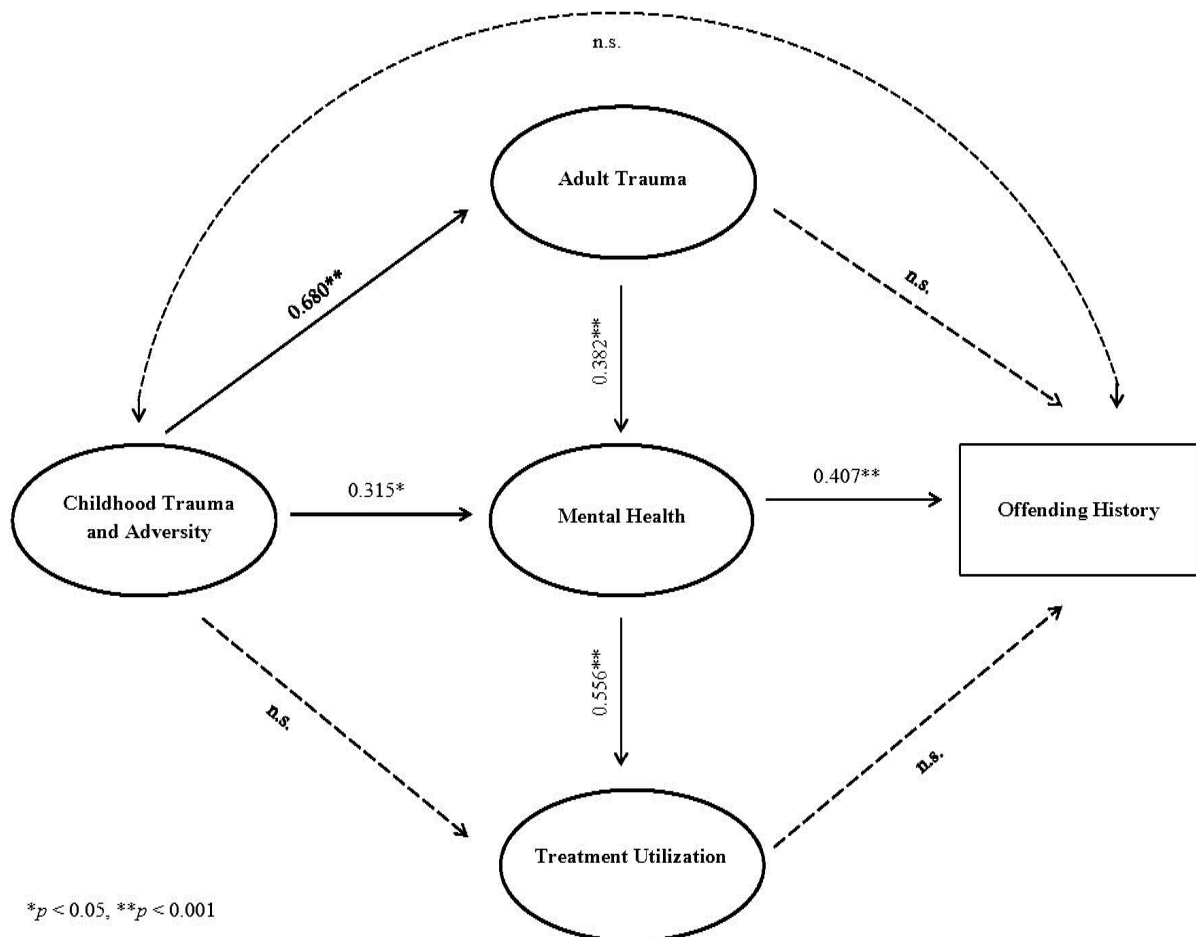 n.s.
Adult Trauma
0.680**
n.s.
0.382**
Childhood Trauma
and Adversity
0.315*
Mental Health
0.407**
Offending History
n.s.
0.556**
n.s.
Treatment Utilization
*p < 0.05, **p < 0.001